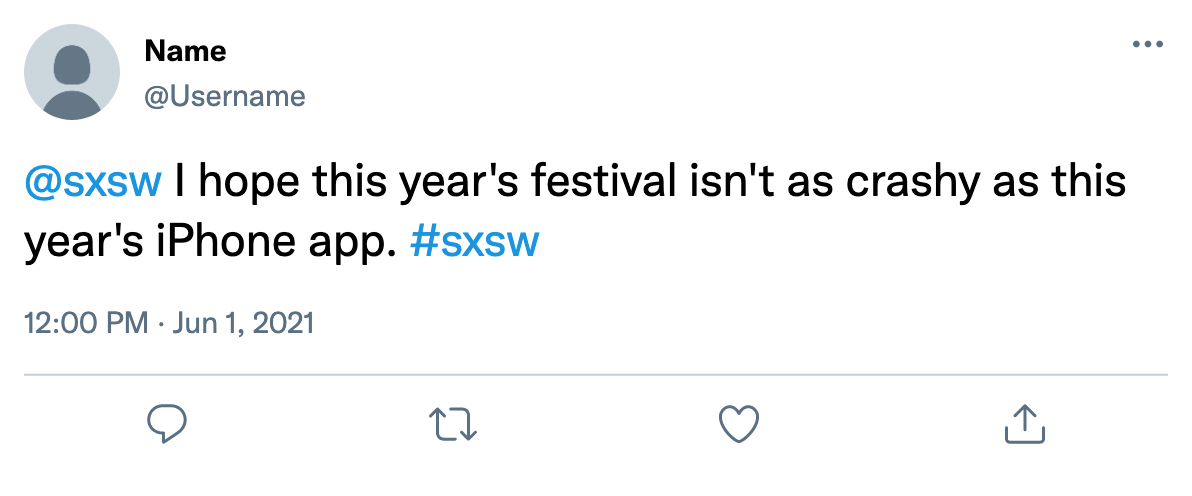 Name
@Username
@sxsw I hope this year's festival isn't as crashy as this
year's iPhone app. #sxsw
12:00 PM · Jun 1, 2021